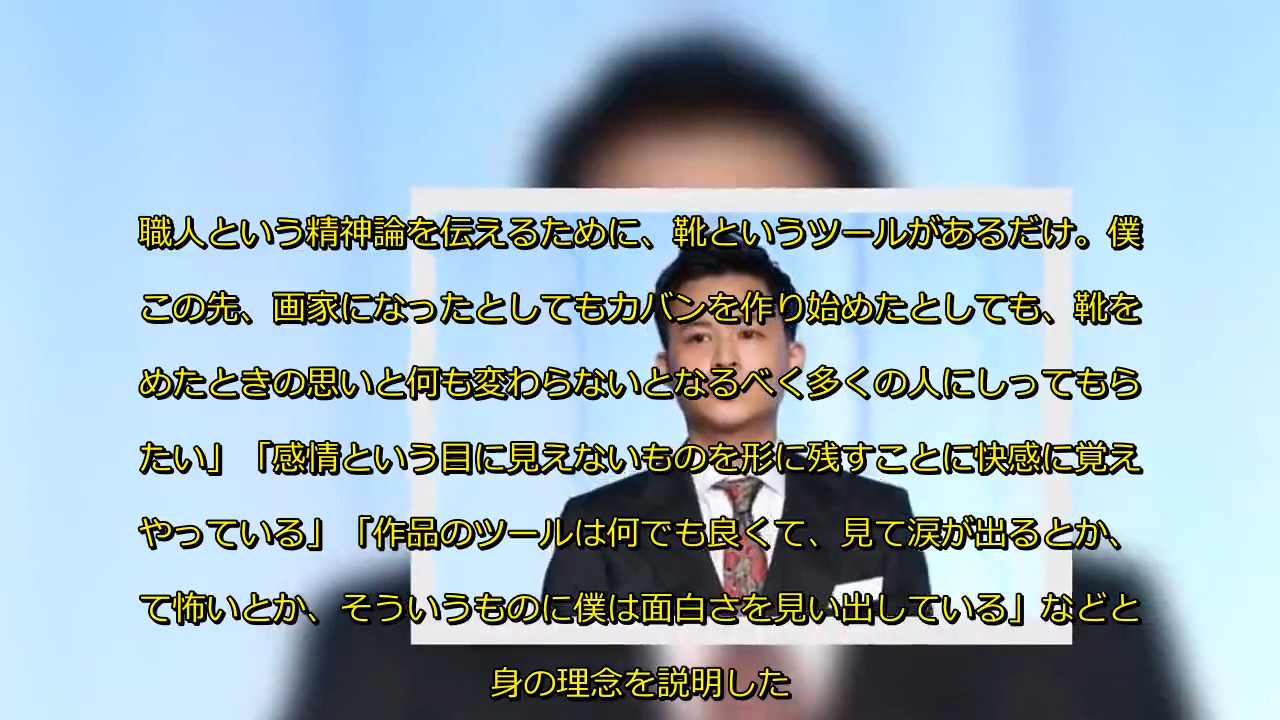 職人という精神論を伝えるために、靴というツールがあるだけ。僕
この先、画家になったとしてもカバンを作り始めたとしても、靴を
めたときの思いと何も変わらないとなるべく多くの人にしってもら
たい」「感情という目に見えないものを形に残すことに快感に覚え
やっている」「作品のツールは何でも良くて、見て涙が出るとか、
て怖いとか、そういうものに僕は面白さを見い出している」などと
身の理念を説明した